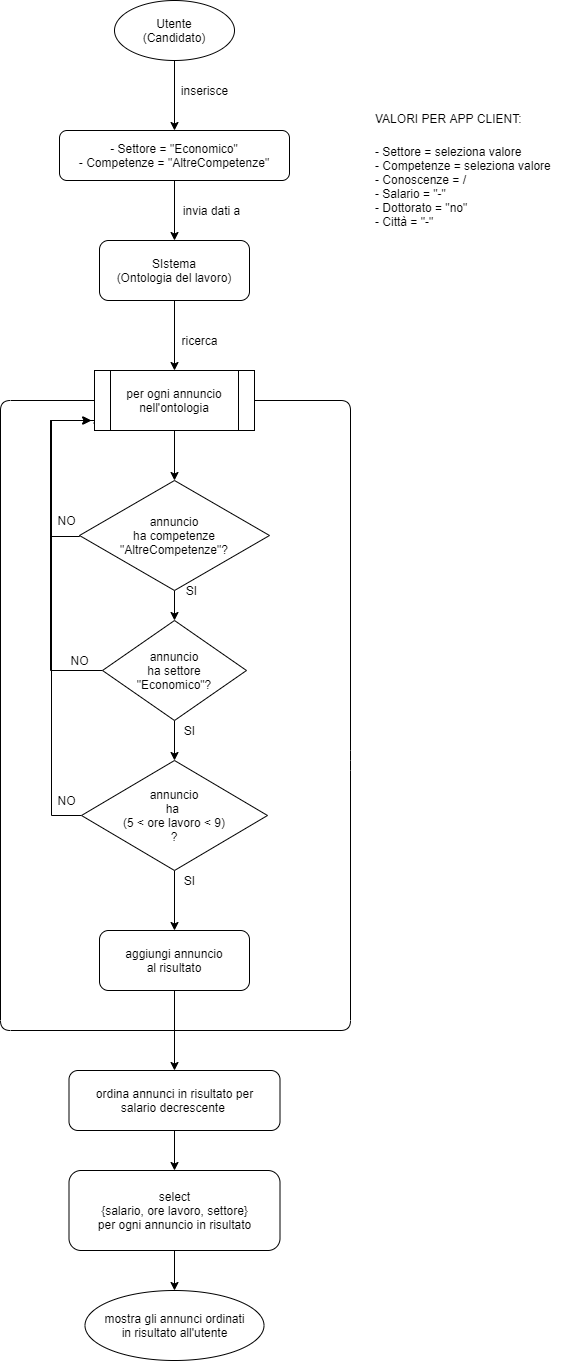 Utente
(Candidato)
inserisce
VALORI PER APP CLIENT:
- Settore = "Economico"
- Competenze = "AltreCompetenze"
- Settore = seleziona valore
- Competenze = seleziona valore
- Conoscenze = /
- Salario = "-"
- Dottorato = "no"
- Città = "-"
invia dati a
SIstema
(Ontologia del lavoro)
ricerca
per ogni annuncio
nell'ontologia
NO
annuncio
ha competenze
"AltreCompetenze"?
SI
NO
annuncio
ha settore
"Economico"?
SI
NO
annuncio
ha
(5 < ore lavoro < 9)
?
SI
aggiungi annuncio
al risultato
ordina annunci in risultato per
salario decrescente
select
{salario, ore lavoro, settore}
per ogni annuncio in risultato
mostra gli annunci ordinati
in risultato all'utente